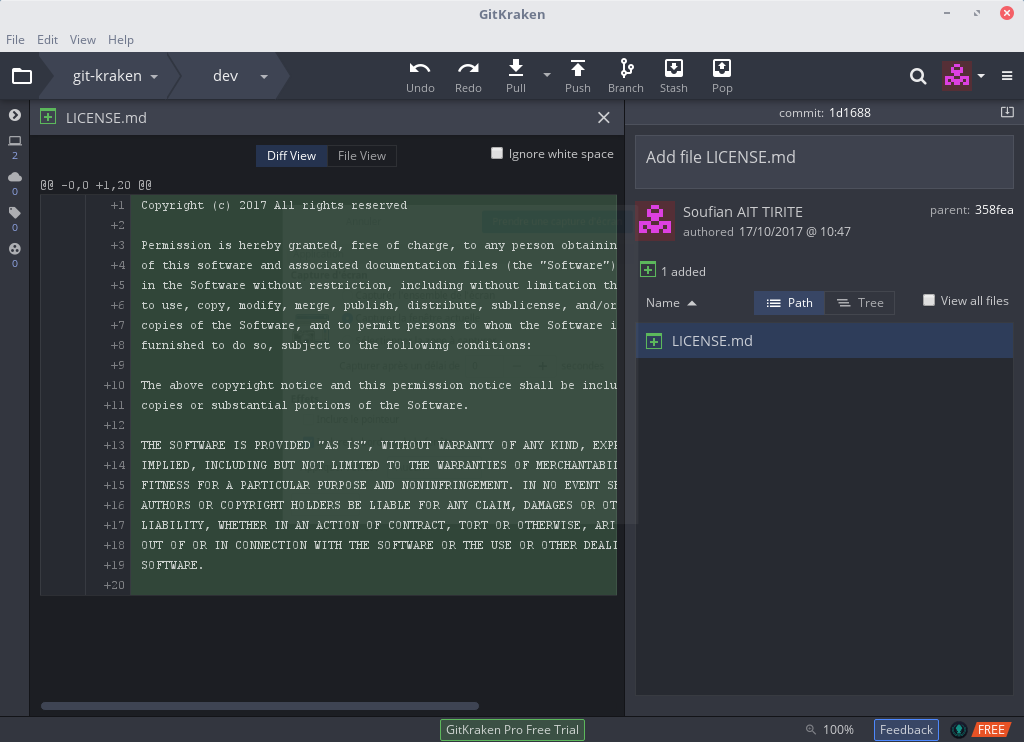 GitKraken
File Edit View Help
git-kraken dev
Undo Redo Pull Push Branch Stash Pop
LICENSE.md
commit: 1d1688
2
0
0
0
Diff View File View Ignore white space
@@ -0,0 +1,20 @@
+1 Copyright (c) 2017 All rights reserved
+2
+3 Permission is hereby granted, free of charge, to any person obtainin
+4 of this software and associated documentation files (the "Software")
+5 in the Software without restriction, including without limitation th
+6 to use, copy, modify, merge, publish, distribute, sublicense, and/or
+7 copies of the Software, and to permit persons to whom the Software i
+8 furnished to do so, subject to the following conditions:
+9
+10 The above copyright notice and this permission notice shall be inclu
+11 copies or substantial portions of the Software.
+12
+13 THE SOFTWARE IS PROVIDED "AS IS", WITHOUT WARRANTY OF ANY KIND, EXPR
+14 IMPLIED, INCLUDING BUT NOT LIMITED TO THE WARRANTIES OF MERCHANTABIL
+15 FITNESS FOR A PARTICULAR PURPOSE AND NONINFRINGEMENT. IN NO EVENT SH
+16 AUTHORS OR COPYRIGHT HOLDERS BE LIABLE FOR ANY CLAIM, DAMAGES OR OT
+17 LIABILITY, WHETHER IN AN ACTION OF CONTRACT, TORT OR OTHERWISE, ARI
+18 OUT OF OR IN CONNECTION WITH THE SOFTWARE OR THE USE OR OTHER DEALI
+19 SOFTWARE.
+20
Add file LICENSE.md
Soufian AIT TIRITE parent: 358fea
authored 17/10/2017 @ 10:47
1 added
Name Path Tree View all files
LICENSE.md
GitKraken Pro Free Trial 100% Feedback FREE